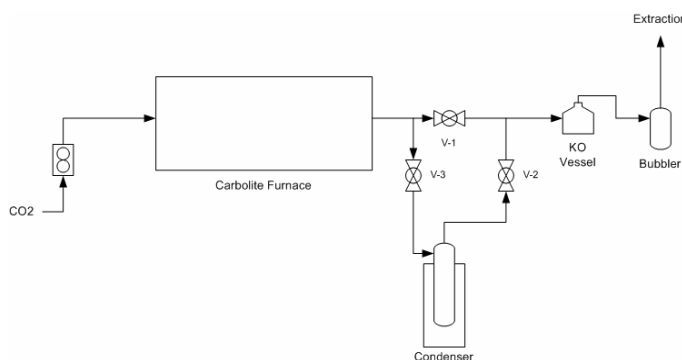 Extraction
V-1
KO
Vessel
Bubbler
V-3
V-2
Carbolite Furnace
CO2
Condenser